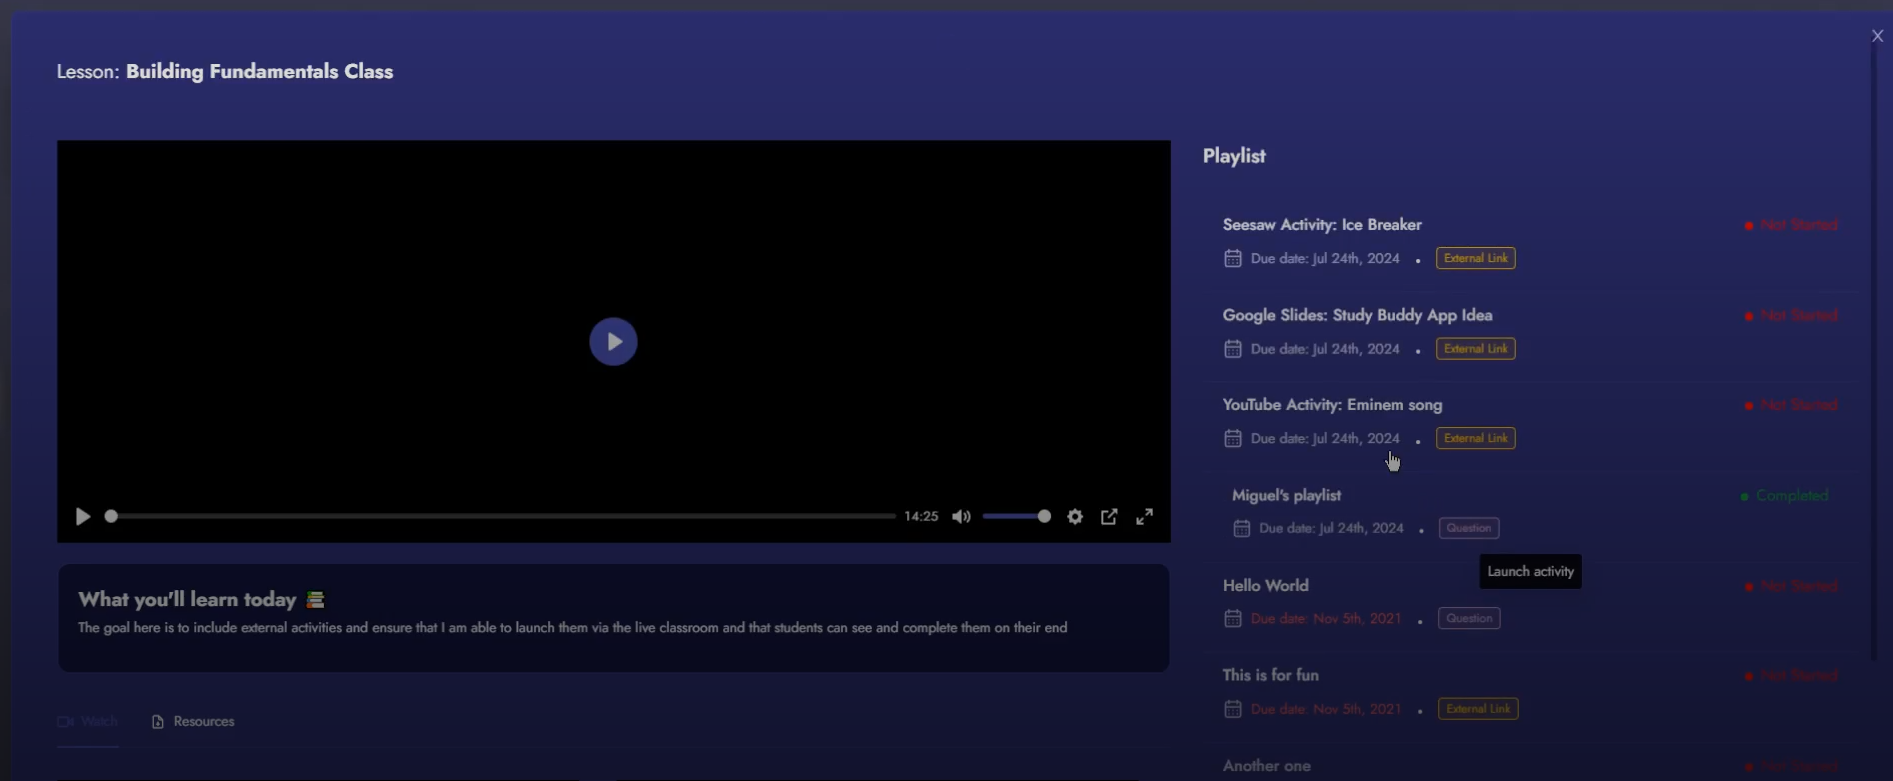 X
Lesson: Building Fundamentals Class
14:25
What you'll learn today
The goal here is to include external activities and ensure that I am able to launch them via the live classroom and that students can see and complete them on their end
Watch
Resources
Playlist
Seesaw Activity: Ice Breaker
Not Started
Due date: Jul 24th, 2024 • External Link
Google Slides: Study Buddy App Idea
Not Started
Due date: Jul 24th, 2024 • External Link
YouTube Activity: Eminem song
Not Started
Due date: Jul 24th, 2024 • External Link
Miguel's playlist
Completed
Due date: Jul 24th, 2024 • Question
Launch activity
Hello World
Not Started
Due date: Nov 5th, 2021 • Question
This is for fun
Not Started
Due date: Nov 5th, 2021 • External Link
Another one
Not Started